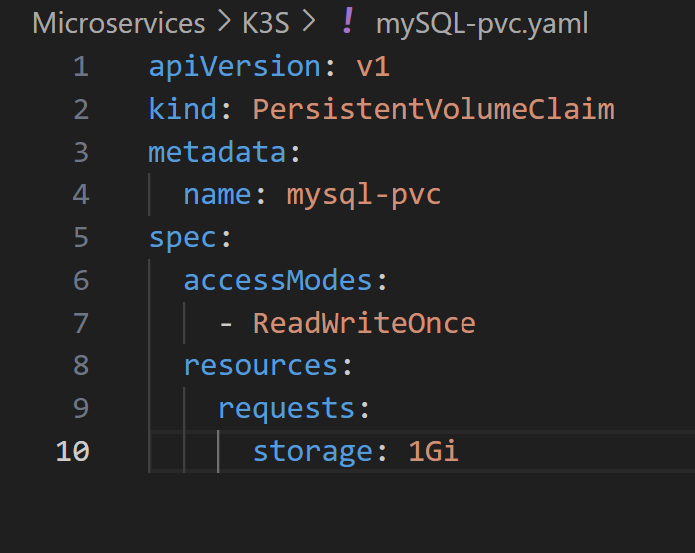 Microservices > K3S > ! mySQL-pvc.yaml
1 apiVersion: v1
2 kind: PersistentVolumeClaim
3 metadata:
4   name: mysql-pvc
5 spec:
6   accessModes:
7     - ReadWriteOnce
8   resources:
9     requests:
10       storage: 1Gi